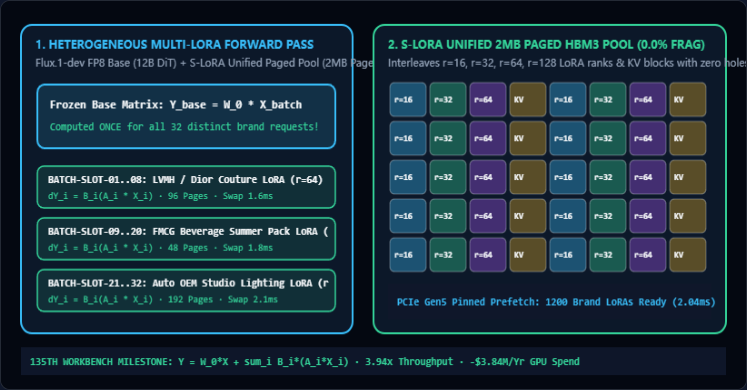 1. HETEROGENEOUS MULTI-LORA FORWARD PASS
Flux.1-dev FP8 Base (12B DiT) + S-LoRA Unified Paged Pool (2MB Page
Frozen Base Matrix: Y_base = W_0 * X_batch
Computed ONCE for all 32 distinct brand requests!
BATCH-SLOT-01..08: LVMH / Dior Couture LoRA (r=64)
dY_i = B_i(A_i * X_i) · 96 Pages · Swap 1.6ms
BATCH-SLOT-09..20: FMCG Beverage Summer Pack LoRA (
dY_i = B_i(A_i * X_i) · 48 Pages · Swap 1.8ms
BATCH-SLOT-21..32: Auto OEM Studio Lighting LoRA (r
dY_i = B_i(A_i * X_i) · 192 Pages · Swap 2.1ms
2. S-LORA UNIFIED 2MB PAGED HBM3 POOL (0.0% FRAG)
Interleaves r=16, r=32, r=64, r=128 LoRA ranks & KV blocks with zero holes
r=16 r=32 r=64 KV r=16 r=32 r=64 KV
r=16 r=32 r=64 KV r=16 r=32 r=64 KV
r=16 r=32 r=64 KV r=16 r=32 r=64 KV
r=16 r=32 r=64 KV r=16 r=32 r=64 KV
r=16 r=32 r=64 KV r=16 r=32 r=64 KV
PCIe Gen5 Pinned Prefetch: 1200 Brand LoRAs Ready (2.04ms)
135TH WORKBENCH MILESTONE: Y = W_0*X + sum_i B_i*(A_i*X_i) · 3.94x Throughput · -$3.84M/Yr GPU Spend